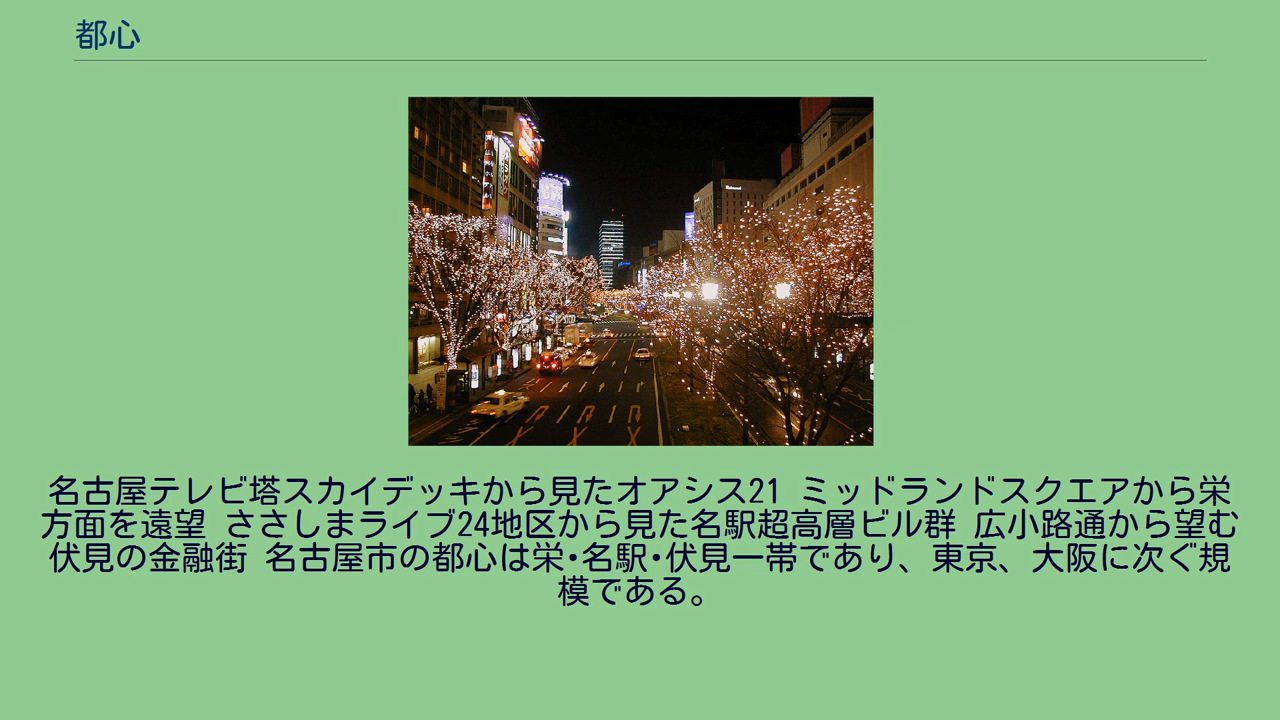 都心
名古屋テレビ塔スカイデッキから見たオアシス21 ミッドランドスクエアから栄
方面を遠望 ささしまライブ24地区から見た名駅超高層ビル群 広小路通から望む
伏見の金融街 名古屋市の都心は栄・名駅・伏見一帯であり、東京、大阪に次ぐ規
模である。